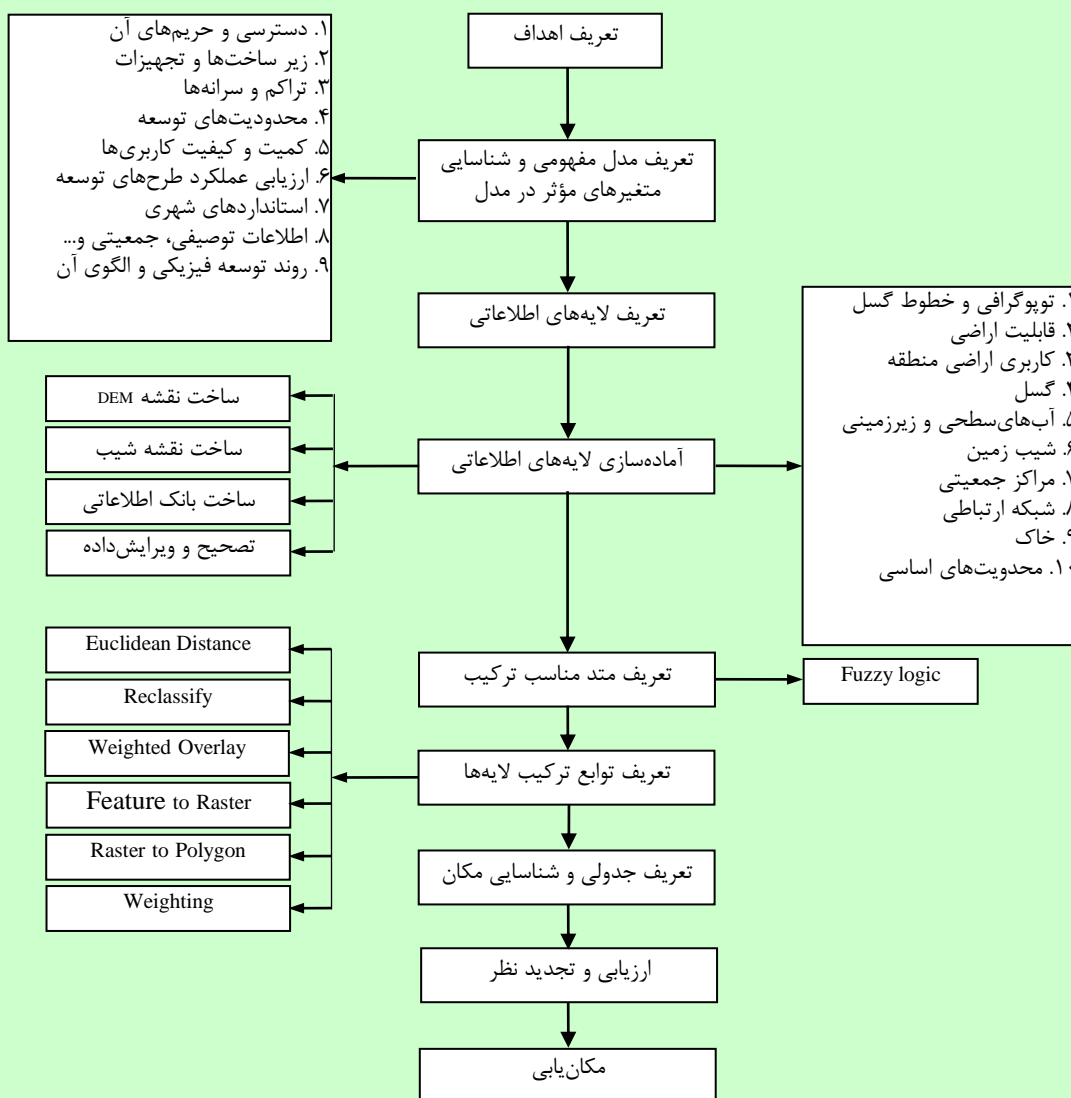 تعریف اهداف
۱. دسترسی و حریم‌های آن
۲. زیر ساخت‌ها و تجهیزات
۳. تراکم و سرانه‌ها
۴. محدودیت‌های توسعه
۵. کمیت و کیفیت کاربری‌ها
۶. ارزیابی عملکرد طرح‌های توسعه
۷. استانداردهای شهری
۸. اطلاعات توصیفی، جمعیتی و...
۹. روند توسعه فیزیکی و الگوی آن
تعریف مدل مفهومی و شناسایی
متغیرهای مؤثر در مدل
تعریف لایه‌های اطلاعاتی
توپوگرافی و خطوط گسل
قابلیت اراضی
کاربری اراضی منطقه
گسل
۵. آب‌های‌سطحی و زیرزمینی
۶. شیب زمین
۷. مراکز جمعیتی
۸. شبکه ارتباطی
۹. خاک
۱۰. محدویت‌های اساسی
آماده‌سازی لایه‌های اطلاعاتی
ساخت نقشه DEM
ساخت نقشه شیب
ساخت بانک اطلاعاتی
تصحیح و ویرایش‌داده
تعریف متد مناسب ترکیب
Fuzzy logic
تعریف توابع ترکیب لایه‌ها
Euclidean Distance
Reclassify
Weighted Overlay
Feature to Raster
Raster to Polygon
Weighting
تعریف جدولی و شناسایی مکان
ارزیابی و تجدید نظر
مکان‌یابی